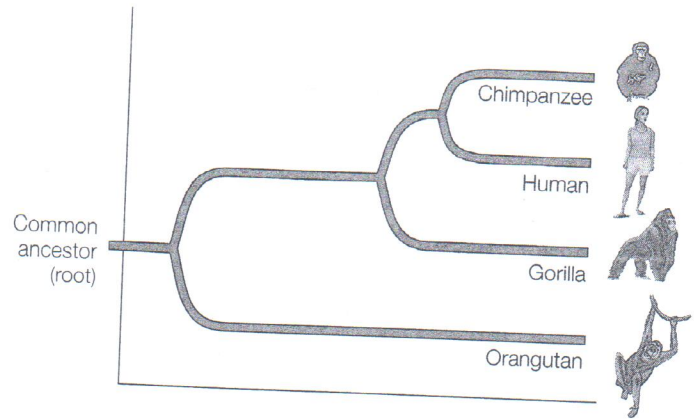 Chimpanzee
Human
Common
ancestor
(root)
Gorilla
Orangutan